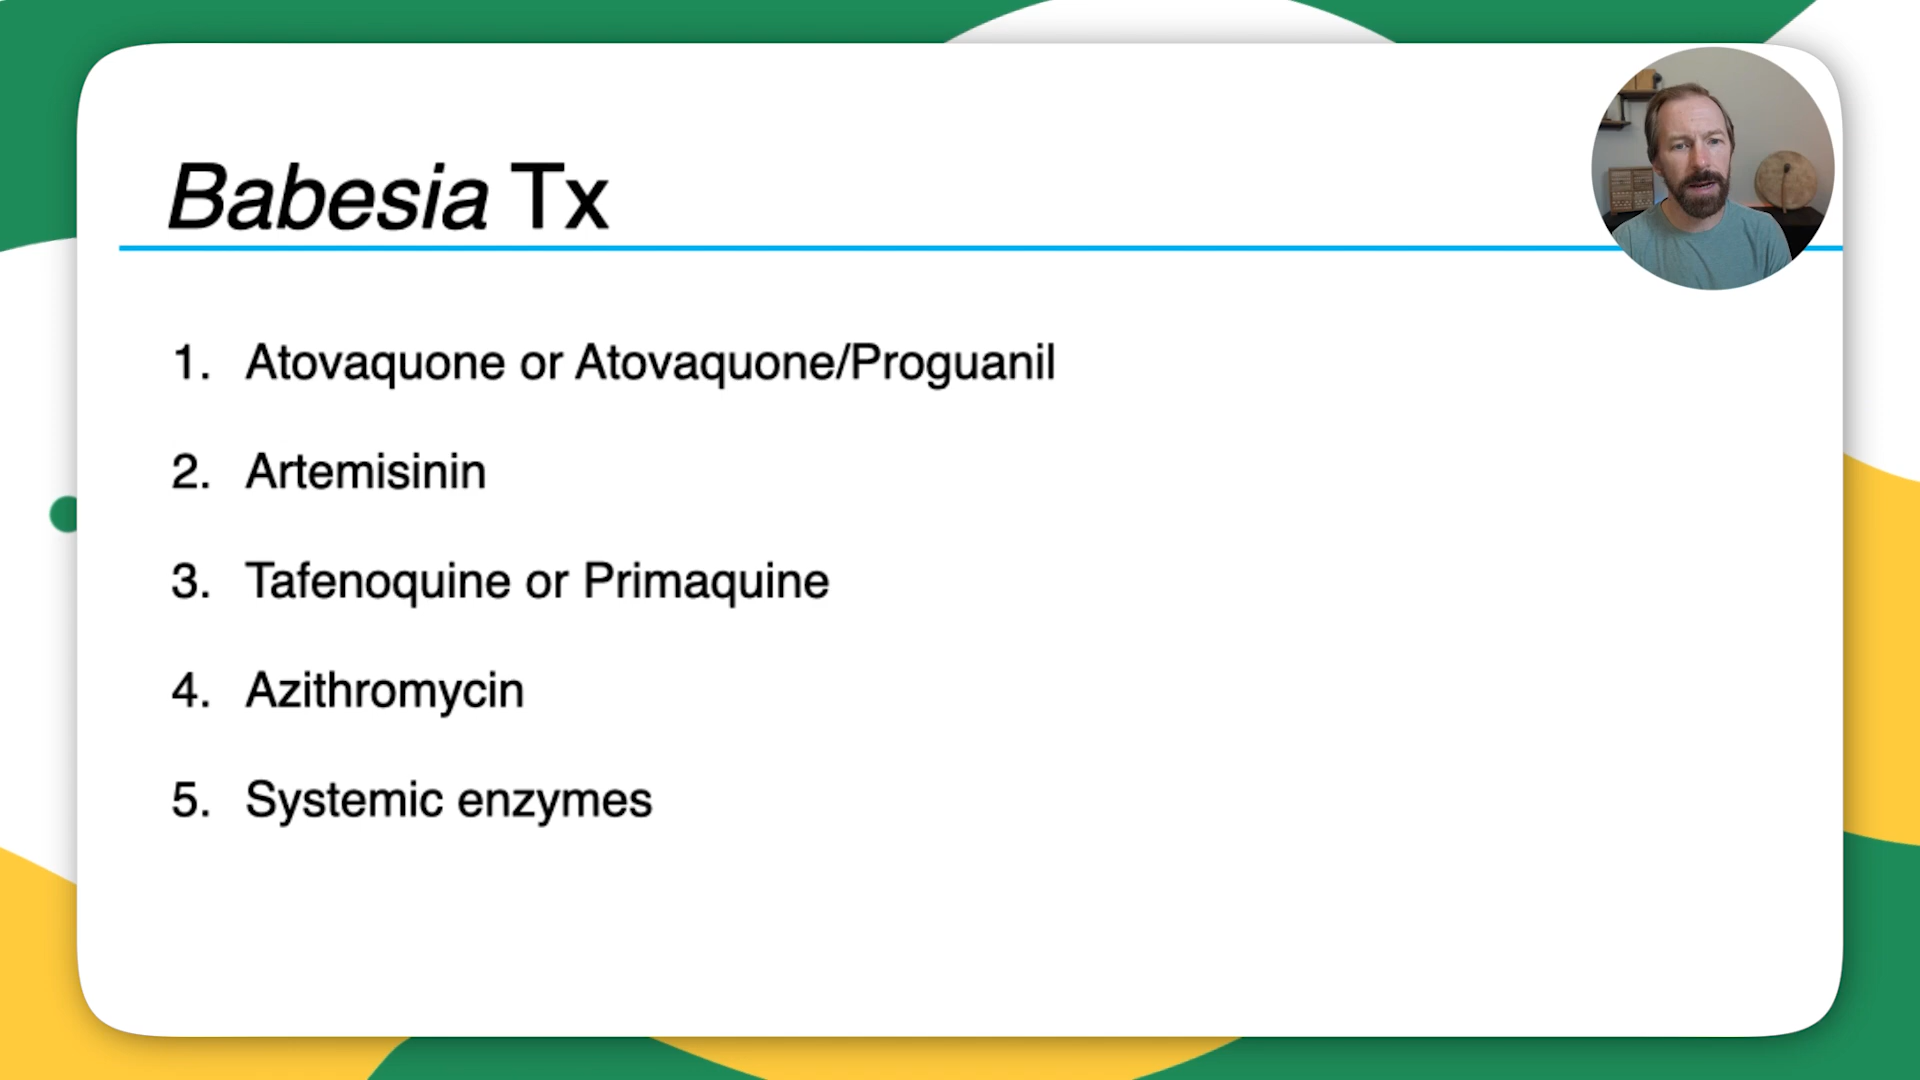 Babesia Tx
1. Atovaquone or Atovaquone/Proguanil
2. Artemisinin
3. Tafenoquine or Primaquine
4. Azithromycin
5. Systemic enzymes